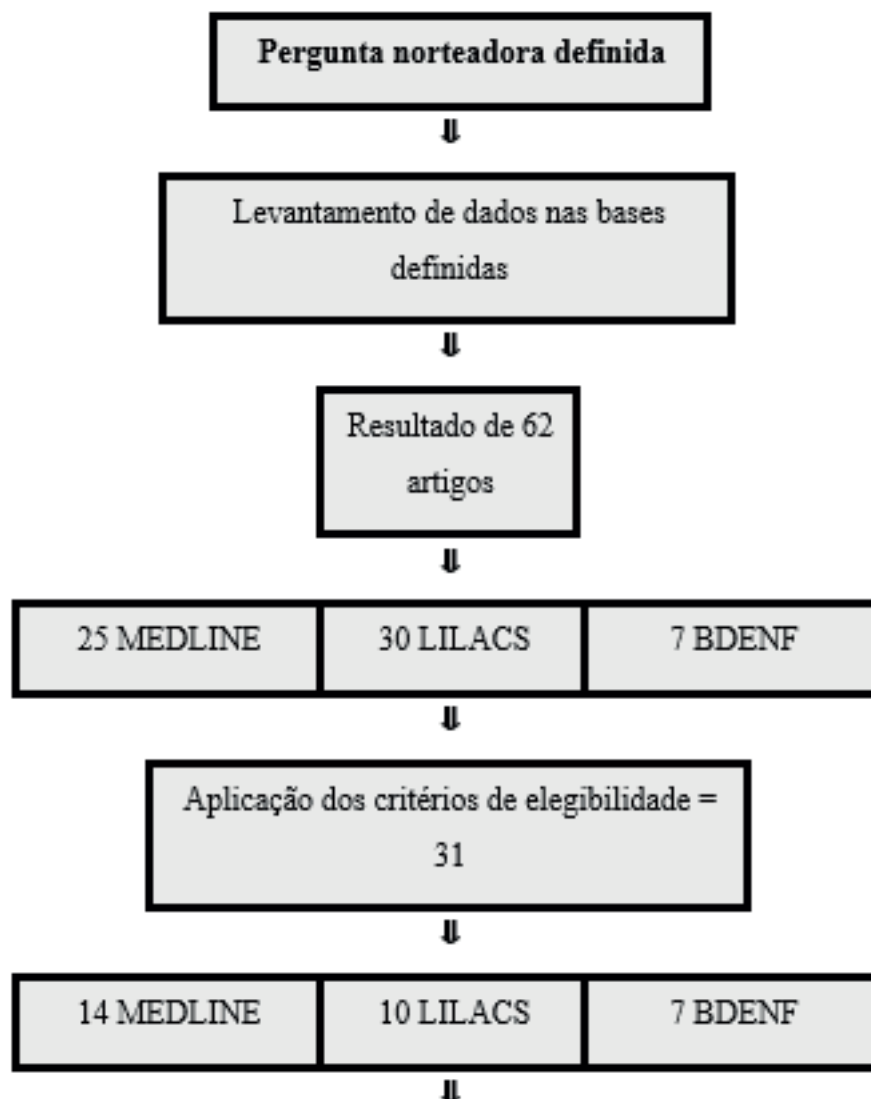 Pergunta norteadora definida
⇓
Levantamento de dados nas bases
definidas
⇓
Resultado de 62
artigos
⇓
25 MEDLINE 30 LILACS 7 BDENF
⇓
Aplicação dos critérios de elegibilidade =
31
⇓
14 MEDLINE 10 LILACS 7 BDENF
⇓